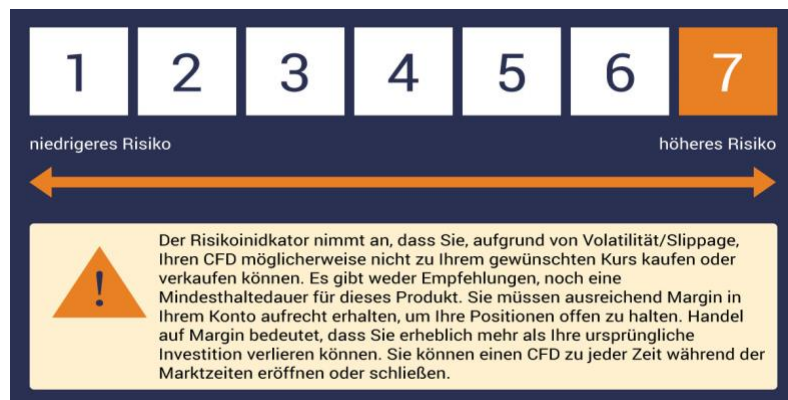 1 2 3 4 5 6 7
niedrigeres Risiko höheres Risiko
!
Der Risikoinidkator nimmt an, dass Sie, aufgrund von Volatilität/Slippage,
Ihren CFD möglicherweise nicht zu Ihrem gewünschten Kurs kaufen oder
verkaufen können. Es gibt weder Empfehlungen, noch eine
Mindesthaltedauer für dieses Produkt. Sie müssen ausreichend Margin in
Ihrem Konto aufrecht erhalten, um Ihre Positionen offen zu halten. Handel
auf Margin bedeutet, dass Sie erheblich mehr als Ihre ursprüngliche
Investition verlieren können. Sie können einen CFD zu jeder Zeit während der
Marktzeiten eröffnen oder schließen.